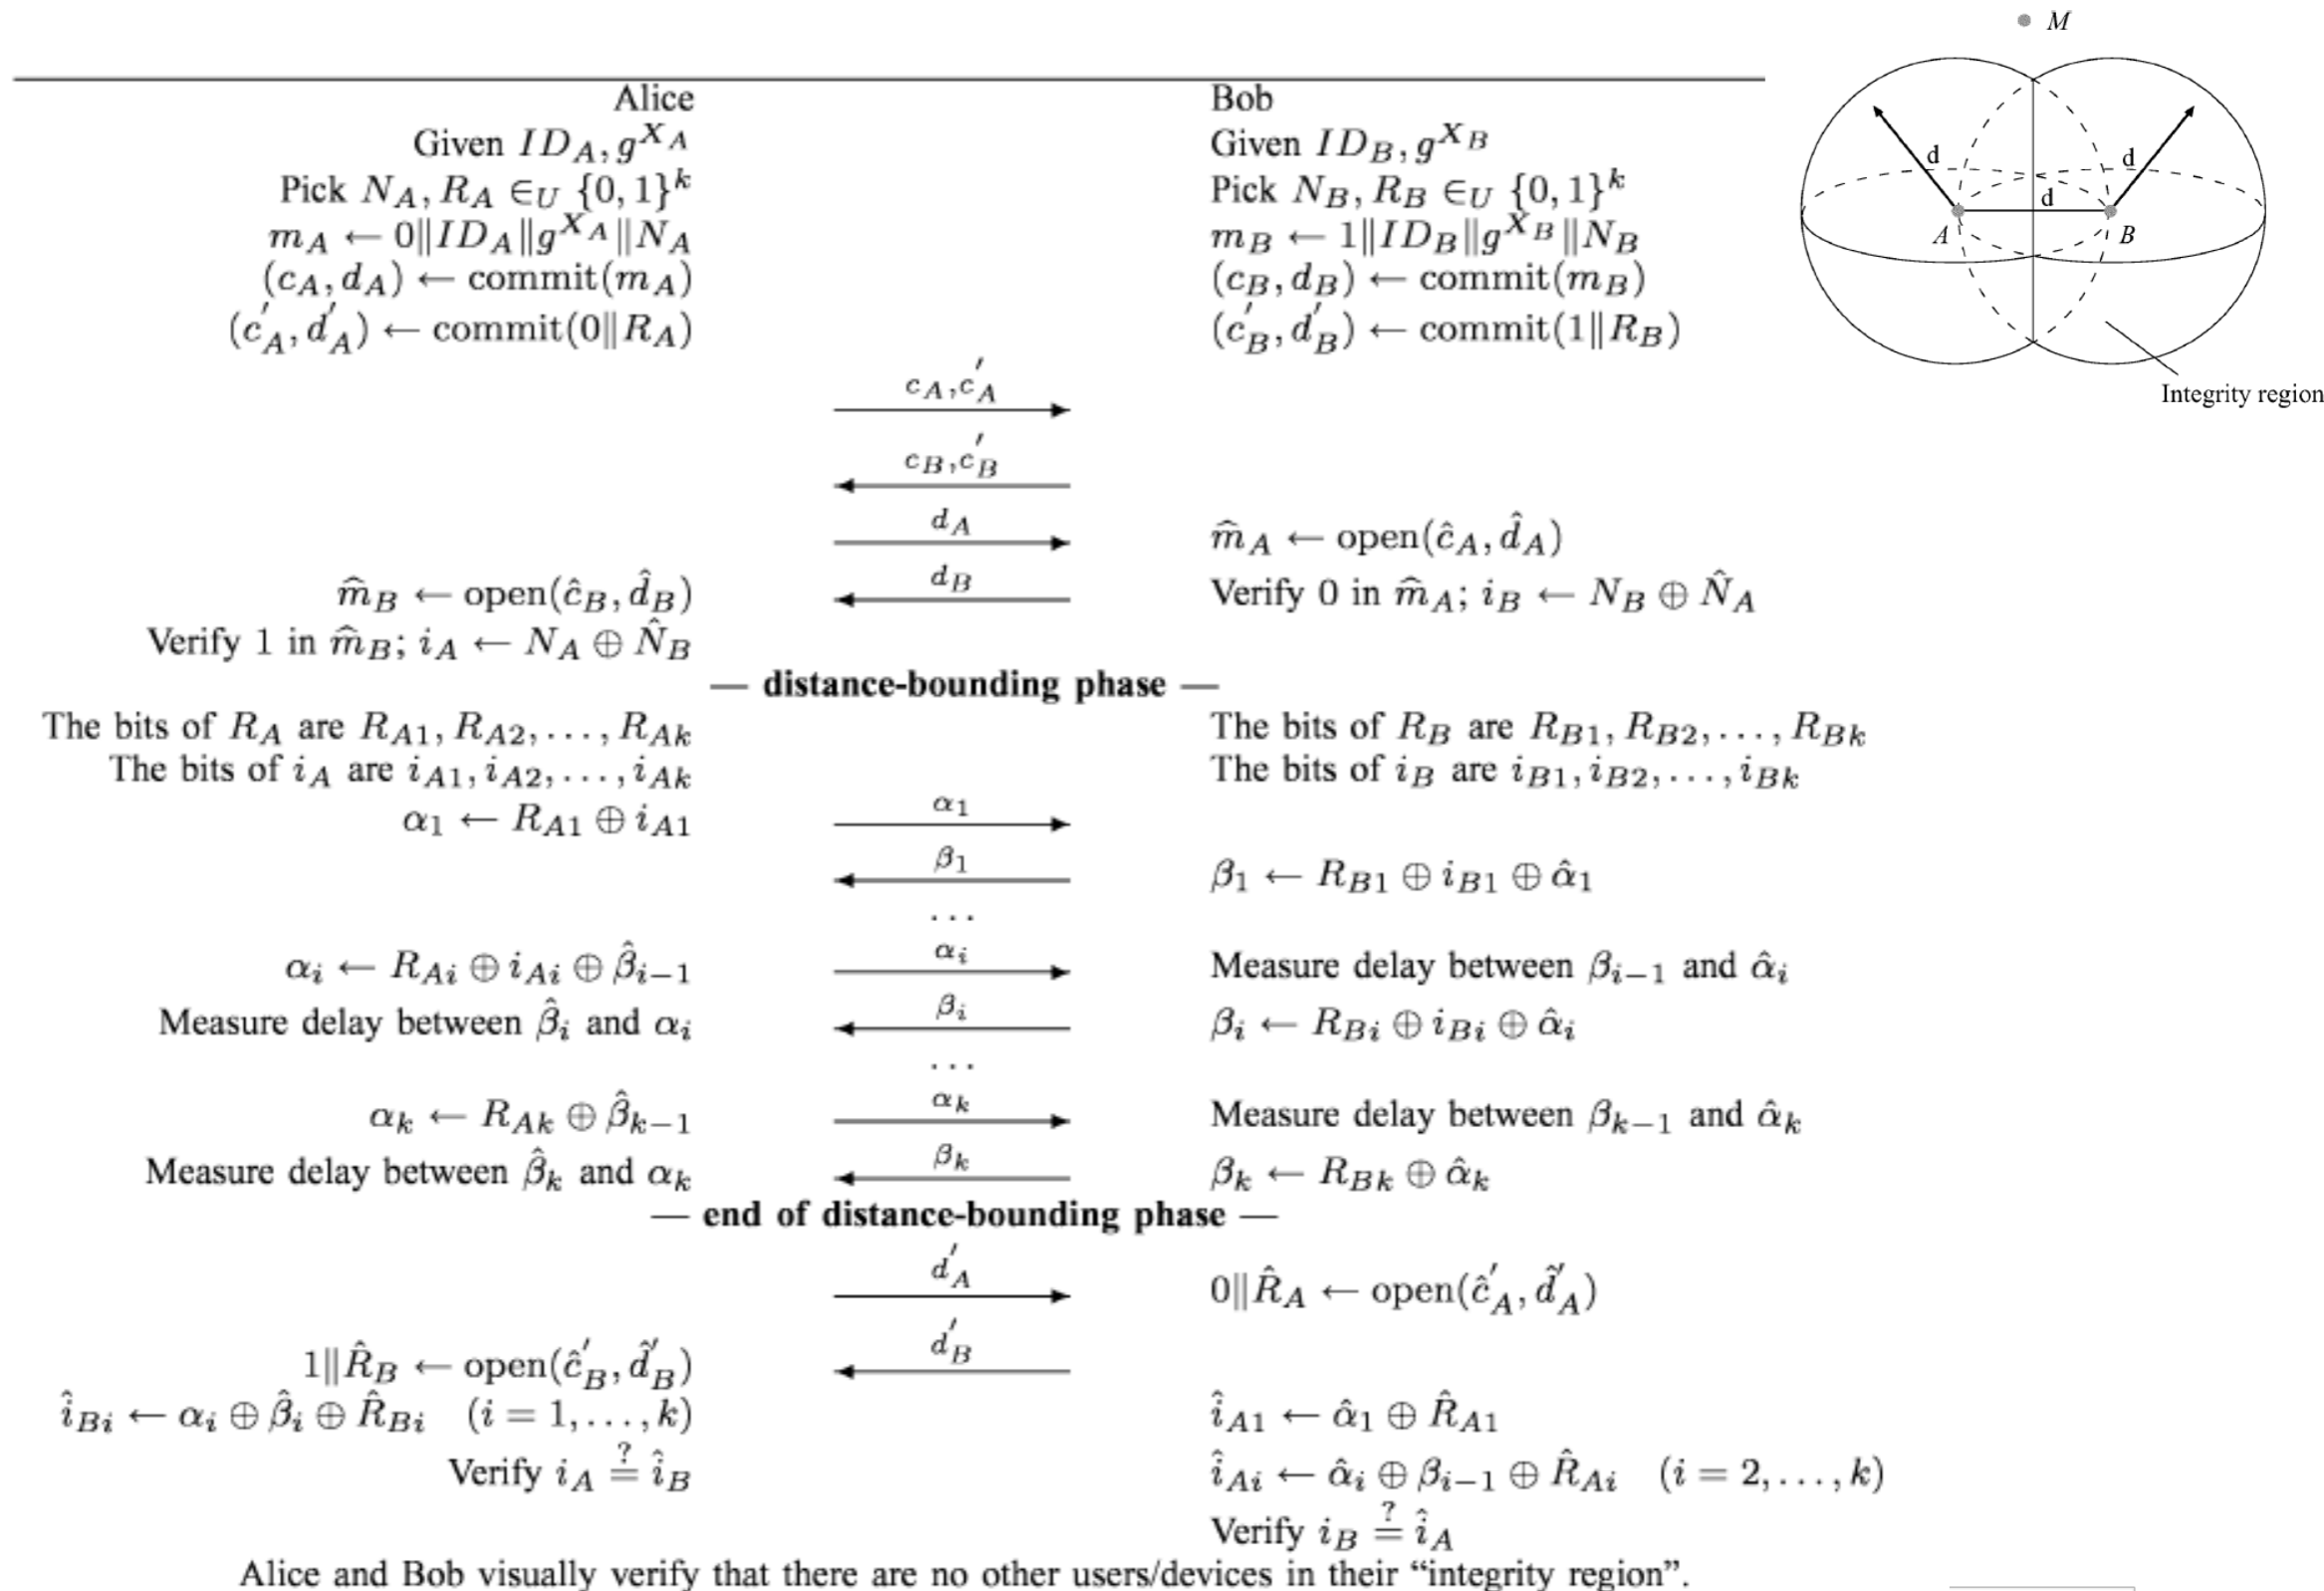 M
d
d
d
A
B
Integrity region
Alice
Bob
Given ID_A, g^{X_A}
Given ID_B, g^{X_B}
Pick N_A, R_A ∈_U {0, 1}^k
Pick N_B, R_B ∈_U {0, 1}^k
m_A ← 0‖ID_A‖g^{X_A}‖N_A
m_B ← 1‖ID_B‖g^{X_B}‖N_B
(c_A, d_A) ← commit(m_A)
(c_B, d_B) ← commit(m_B)
(c'_A, d'_A) ← commit(0‖R_A)
(c'_B, d'_B) ← commit(1‖R_B)
c_A, c'_A
c_B, c'_B
d_A
m̂_A ← open(ĉ_A, d̂_A)
d_B
m̂_B ← open(ĉ_B, d̂_B)
Verify 0 in m̂_A; i_B ← N_B ⊕ N̂_A
Verify 1 in m̂_B; i_A ← N_A ⊕ N̂_B
— distance-bounding phase —
The bits of R_A are R_{A1}, R_{A2}, . . . , R_{Ak}
The bits of R_B are R_{B1}, R_{B2}, . . . , R_{Bk}
The bits of i_A are i_{A1}, i_{A2}, . . . , i_{Ak}
The bits of i_B are i_{B1}, i_{B2}, . . . , i_{Bk}
α_1 ← R_{A1} ⊕ i_{A1}
α_1
β_1
β_1 ← R_{B1} ⊕ i_{B1} ⊕ α̂_1
. . .
α_i ← R_{Ai} ⊕ i_{Ai} ⊕ β̂_{i−1}
α_i
Measure delay between β_{i−1} and α̂_i
Measure delay between β̂_i and α_i
β_i
β_i ← R_{Bi} ⊕ i_{Bi} ⊕ α̂_i
. . .
α_k ← R_{Ak} ⊕ β̂_{k−1}
α_k
Measure delay between β_{k−1} and α̂_k
Measure delay between β̂_k and α_k
β_k
β_k ← R_{Bk} ⊕ α̂_k
— end of distance-bounding phase —
d'_A
0‖R̂_A ← open(ĉ'_A, d̂'_A)
d'_B
1‖R̂_B ← open(ĉ'_B, d̂'_B)
î_{Bi} ← α_i ⊕ β̂_i ⊕ R̂_{Bi} (i = 1, . . . , k)
î_{A1} ← α̂_1 ⊕ R̂_{A1}
Verify i_A =? î_B
î_{Ai} ← α̂_i ⊕ β_{i−1} ⊕ R̂_{Ai} (i = 2, . . . , k)
Verify i_B =? î_A
Alice and Bob visually verify that there are no other users/devices in their “integrity region”.